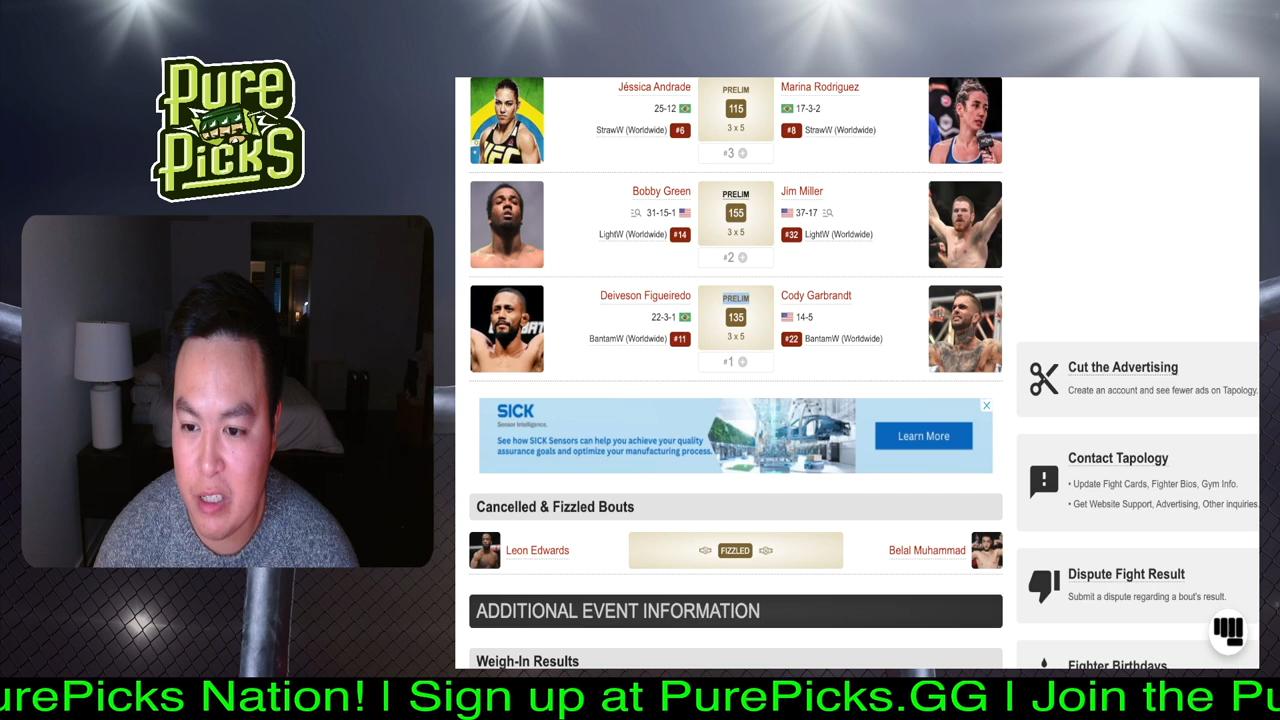 Pure
Picks
Jéssica Andrade
25-12
StrawW (Worldwide) #6
PRELIM
115
3 x 5
#3
Marina Rodriguez
17-3-2
#8 StrawW (Worldwide)
Bobby Green
31-15-1
LightW (Worldwide) #14
PRELIM
155
3 x 5
#2
Jim Miller
37-17
#32 LightW (Worldwide)
Deiveson Figueiredo
22-3-1
BantamW (Worldwide) #11
PRELIM
135
3 x 5
#1
Cody Garbrandt
14-5
#22 BantamW (Worldwide)
SICK
Sensor Intelligence.
See how SICK Sensors can help you achieve your quality
assurance goals and optimize your manufacturing process.
Learn More
X
Cancelled & Fizzled Bouts
Leon Edwards
FIZZLED
Belal Muhammad
ADDITIONAL EVENT INFORMATION
Weigh-In Results
Cut the Advertising
Create an account and see fewer ads on Tapology.
Contact Tapology
• Update Fight Cards, Fighter Bios, Gym Info.
• Get Website Support, Advertising, Other inquiries.
Dispute Fight Result
Submit a dispute regarding a bout's result.
Fighter Birthdays
urePicks Nation! | Sign up at PurePicks.GG | Join the Pu